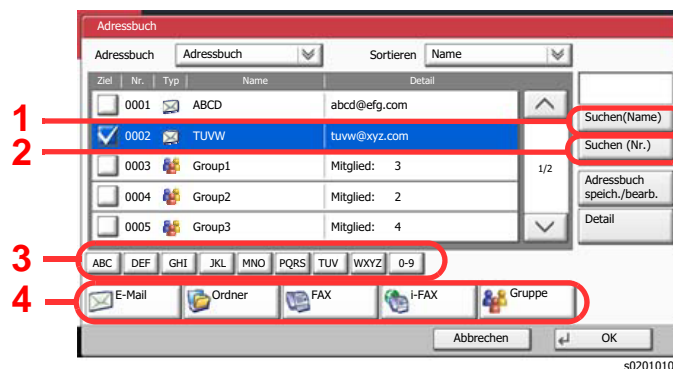 Adressbuch
Adressbuch Adressbuch Sortieren Name
Ziel Nr. Typ Name Detail
0001 ABCD abcd@efg.com
1 Suchen(Name)
0002 TUVW tuvw@xyz.com
2 Suchen (Nr.)
0003 Group1 Mitglied: 3 1/2
0004 Group2 Mitglied: 2 Adressbuch
speich./bearb.
0005 Group3 Mitglied: 4 Detail
3 ABC DEF GHI JKL MNO PQRS TUV WXYZ 0-9
4 E-Mail Ordner FAX i-FAX Gruppe
Abbrechen OK
s0201010